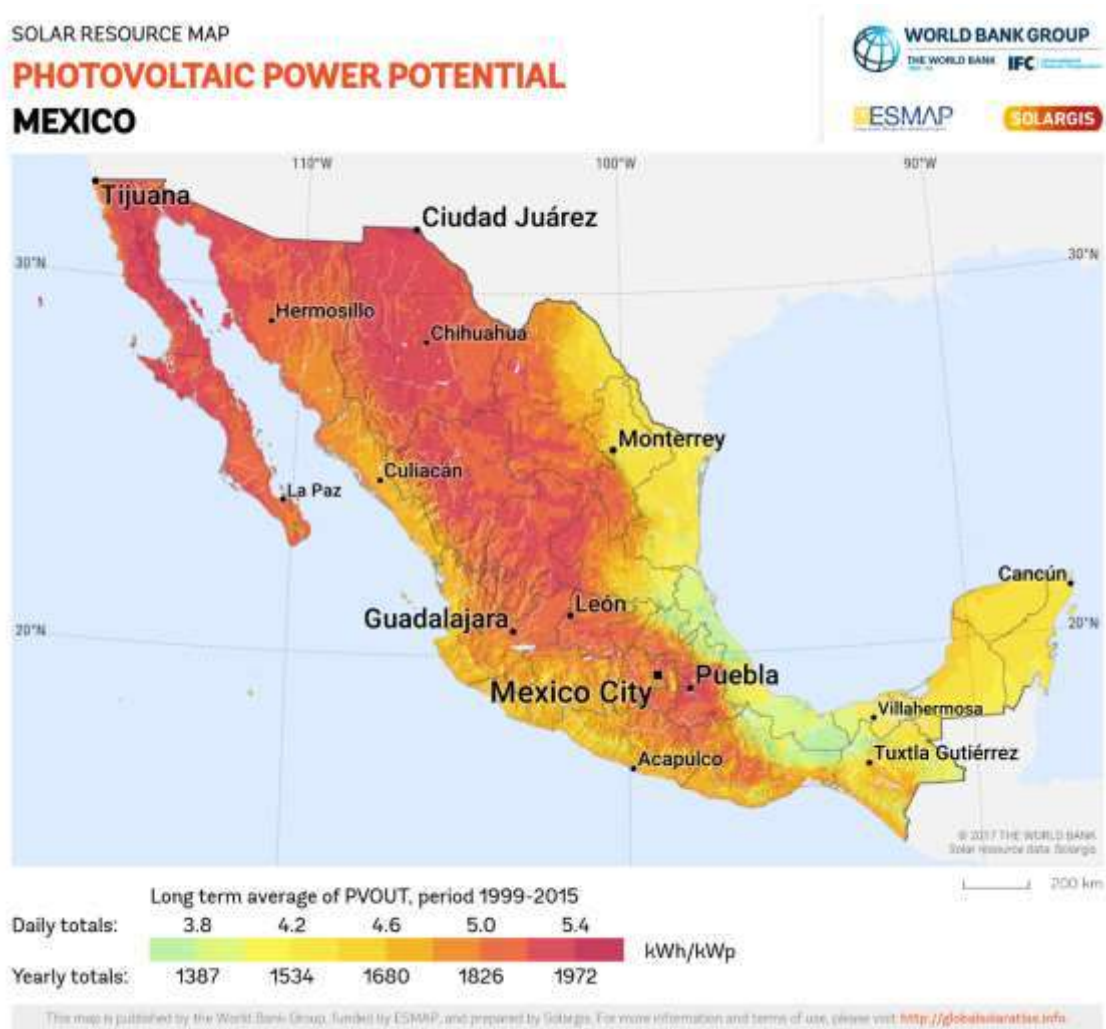 SOLAR RESOURCE MAP
PHOTOVOLTAIC POWER POTENTIAL
MEXICO
WORLD BANK GROUP
THE WORLD BANK IFC
ESMAP SOLARGIS
110°W 100°W 90°W
Tijuana
Ciudad Juárez
30°N 30°N
Hermosillo
Chihuahua
Monterrey
Culiacán
La Paz
Cancún
León
Guadalajara
20°N 20°N
Puebla
Mexico City
Villahermosa
Tuxtla Gutiérrez
Acapulco
© 2017 THE WORLD BANK
Solar resource data: Solargis
200 km
Long term average of PVOUT, period 1999-2015
Daily totals: 3.8 4.2 4.6 5.0 5.4
kWh/kWp
Yearly totals: 1387 1534 1680 1826 1972
This map is published by the World Bank Group, funded by ESMAP, and prepared by Solargis. For more information and terms of use, please visit http://globalsolaratlas.info.